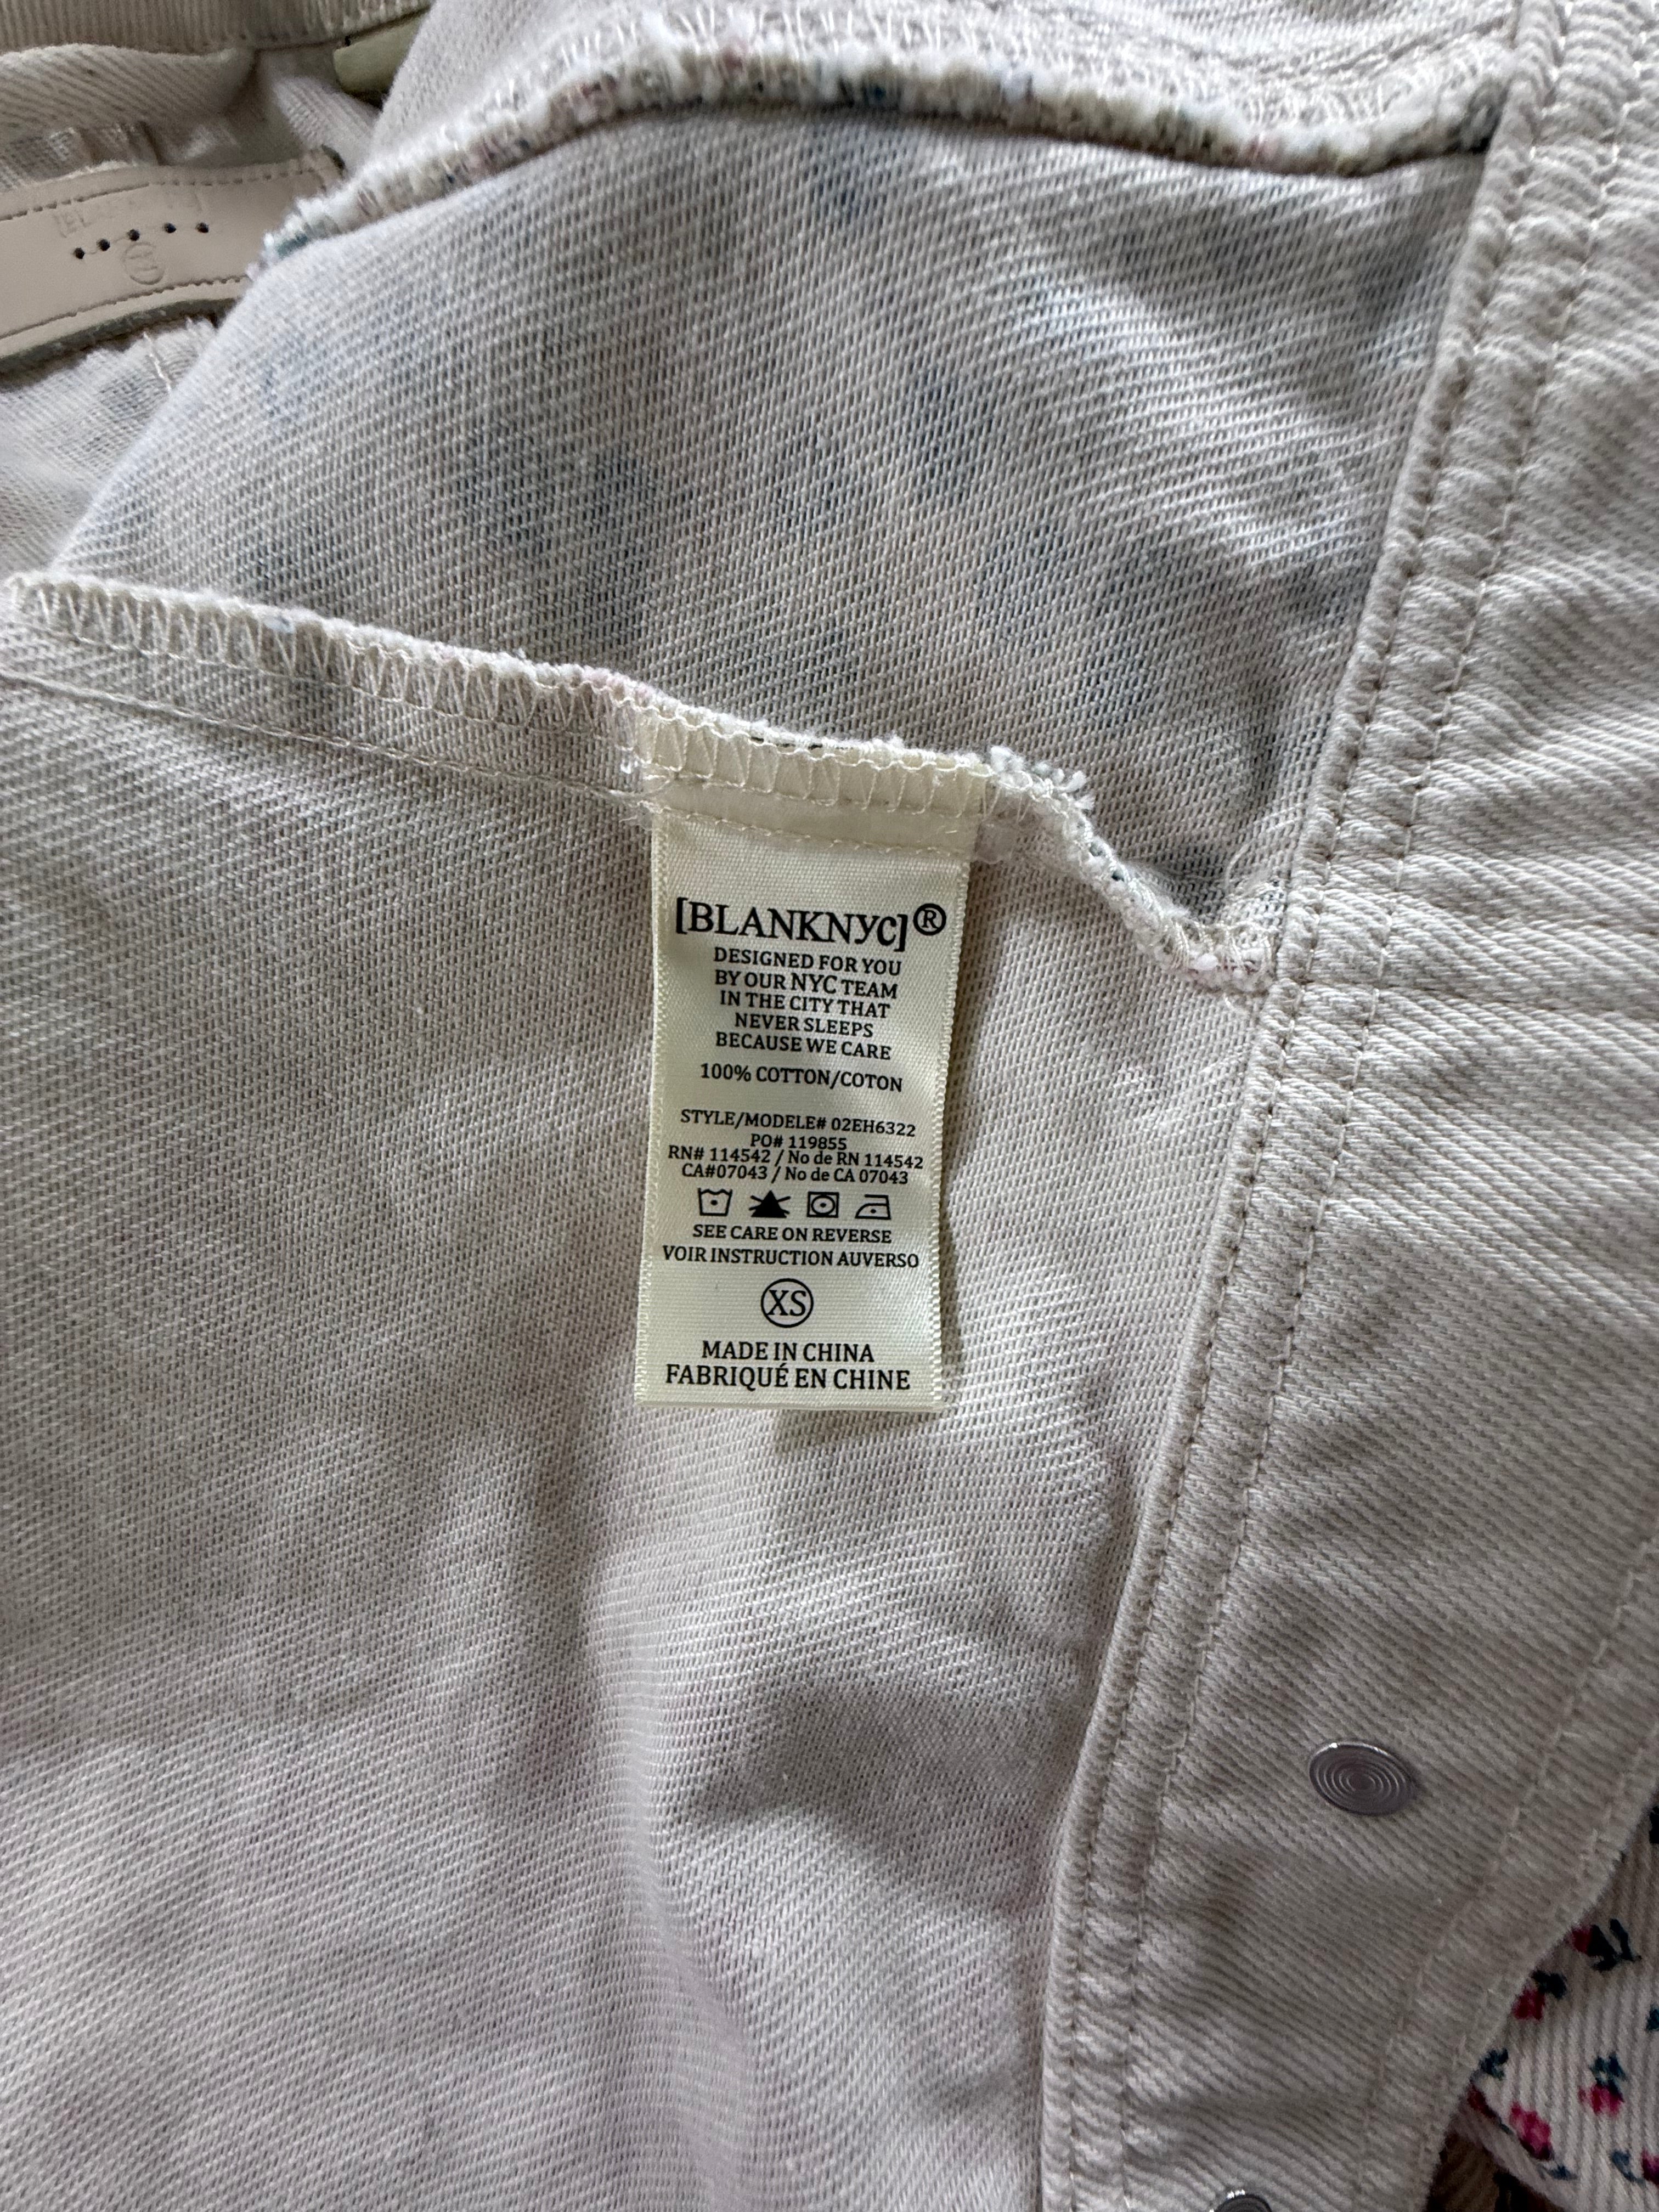 [BLANKNYC]®
DESIGNED FOR YOU
BY OUR NYC TEAM
IN THE CITY THAT
NEVER SLEEPS
BECAUSE WE CARE
100% COTTON/COTON
STYLE/MODELE# 02EH6322
PO# 119855
RN# 114542 / No de RN 114542
CA#07043 / No de CA 07043
SEE CARE ON REVERSE
VOIR INSTRUCTION AUVERSO
XS
MADE IN CHINA
FABRIQUÉ EN CHINE